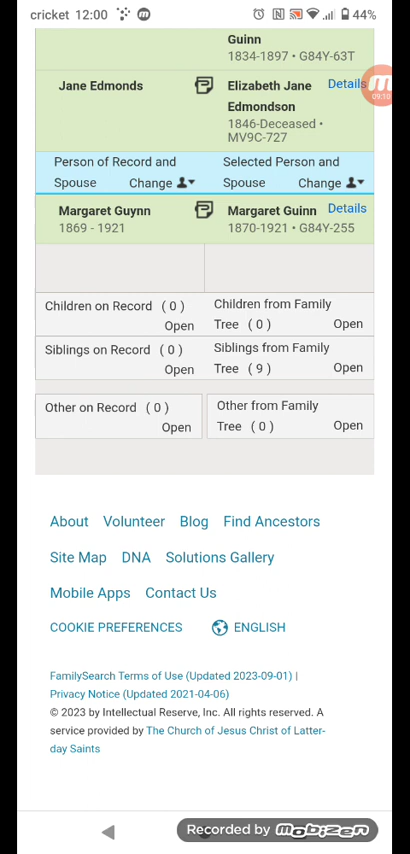 cricket 12:00 44%
Guinn
1834-1897 • G84Y-63T
Jane Edmonds Elizabeth Jane Details
Edmondson
09:10
1846-Deceased •
MV9C-727
Person of Record and Selected Person and
Spouse Change Spouse Change
Margaret Guynn Margaret Guinn Details
1869 - 1921 1870-1921 • G84Y-255
Children on Record ( 0 ) Children from Family
Open Tree ( 0 ) Open
Siblings on Record ( 0 ) Siblings from Family
Open Tree ( 9 ) Open
Other on Record ( 0 ) Other from Family
Open Tree ( 0 ) Open
About Volunteer Blog Find Ancestors
Site Map DNA Solutions Gallery
Mobile Apps Contact Us
COOKIE PREFERENCES ENGLISH
FamilySearch Terms of Use (Updated 2023-09-01) |
Privacy Notice (Updated 2021-04-06)
© 2023 by Intellectual Reserve, Inc. All rights reserved. A
service provided by The Church of Jesus Christ of Latter-
day Saints
Recorded by mobizen